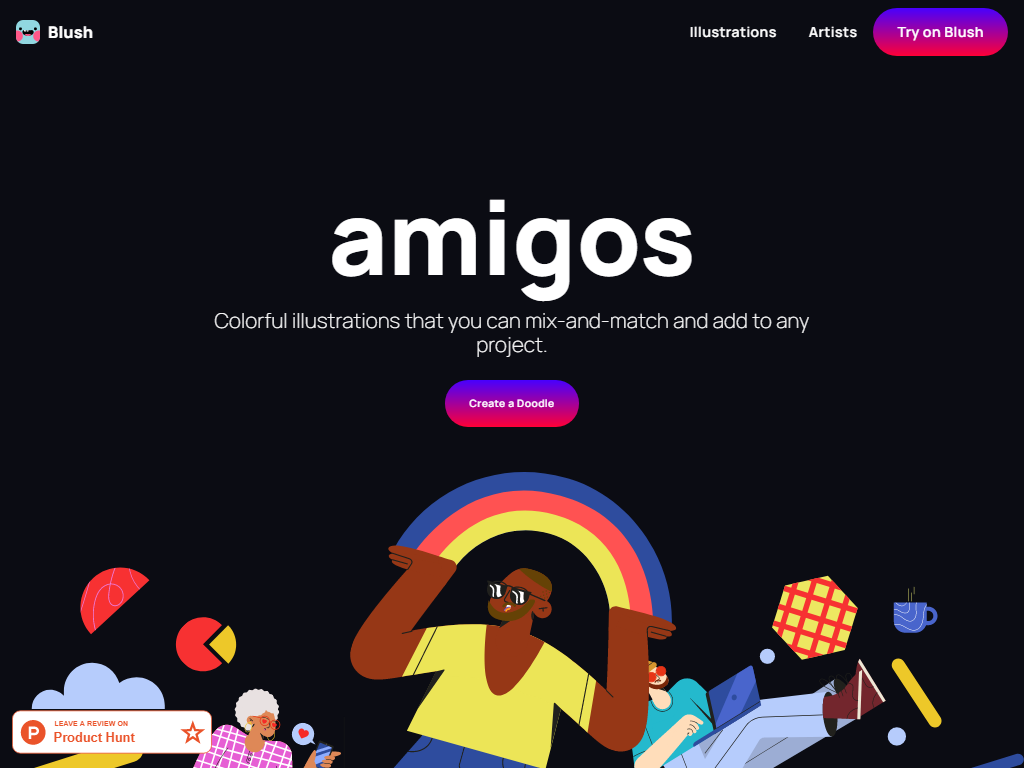 Blush
Illustrations
Artists
Try on Blush
amigos
Colorful illustrations that you can mix-and-match and add to any
project.
Create a Doodle
LEAVE A REVIEW ON
Product Hunt